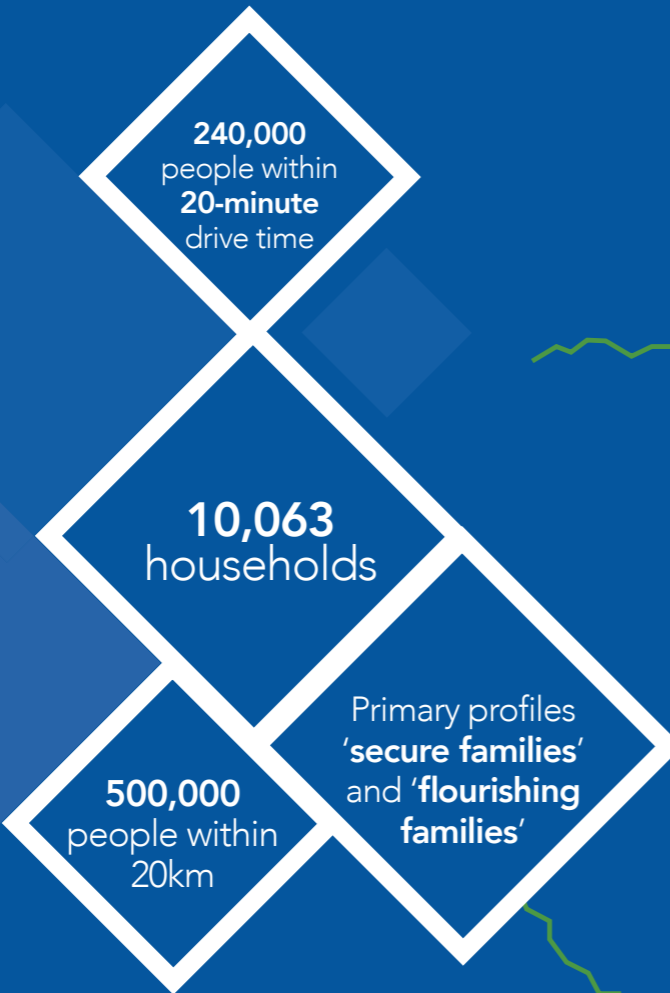 240,000
people within
20-minute
drive time
10,063
households
Primary profiles
‘secure families’
and ‘flourishing
families’
500,000
people within
20km